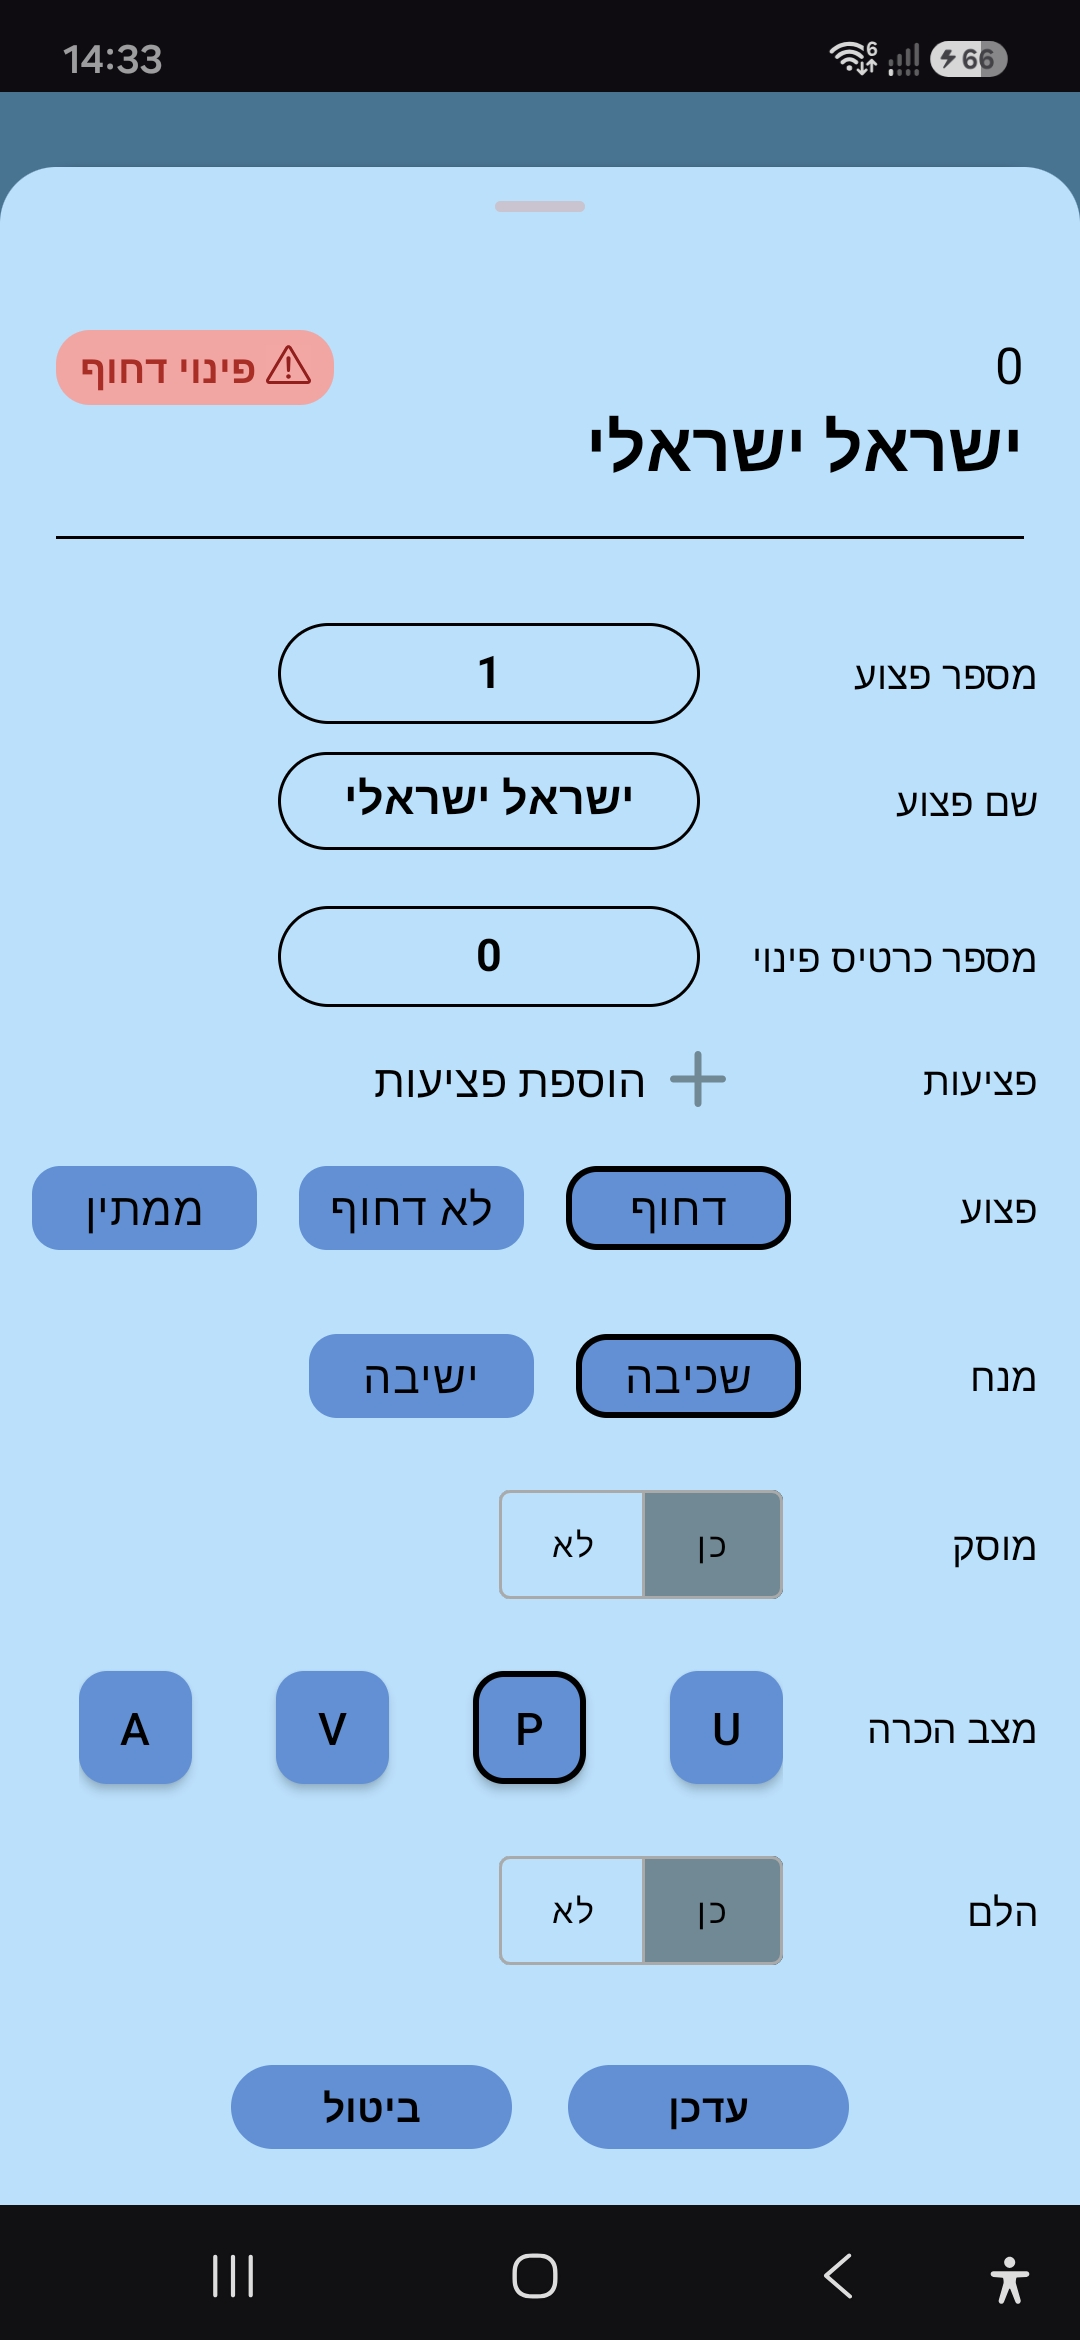 14:33
6
66
0
פינוי דחוף
ישראל ישראלי
מספר פצוע
1
שם פצוע
ישראל ישראלי
מספר כרטיס פינוי
0
פציעות
הוספת פציעות
פצוע
דחוף
לא דחוף
ממתין
מנח
שכיבה
ישיבה
מוסק
כן
לא
מצב הכרה
U
P
V
A
הלם
כן
לא
עדכן
ביטול